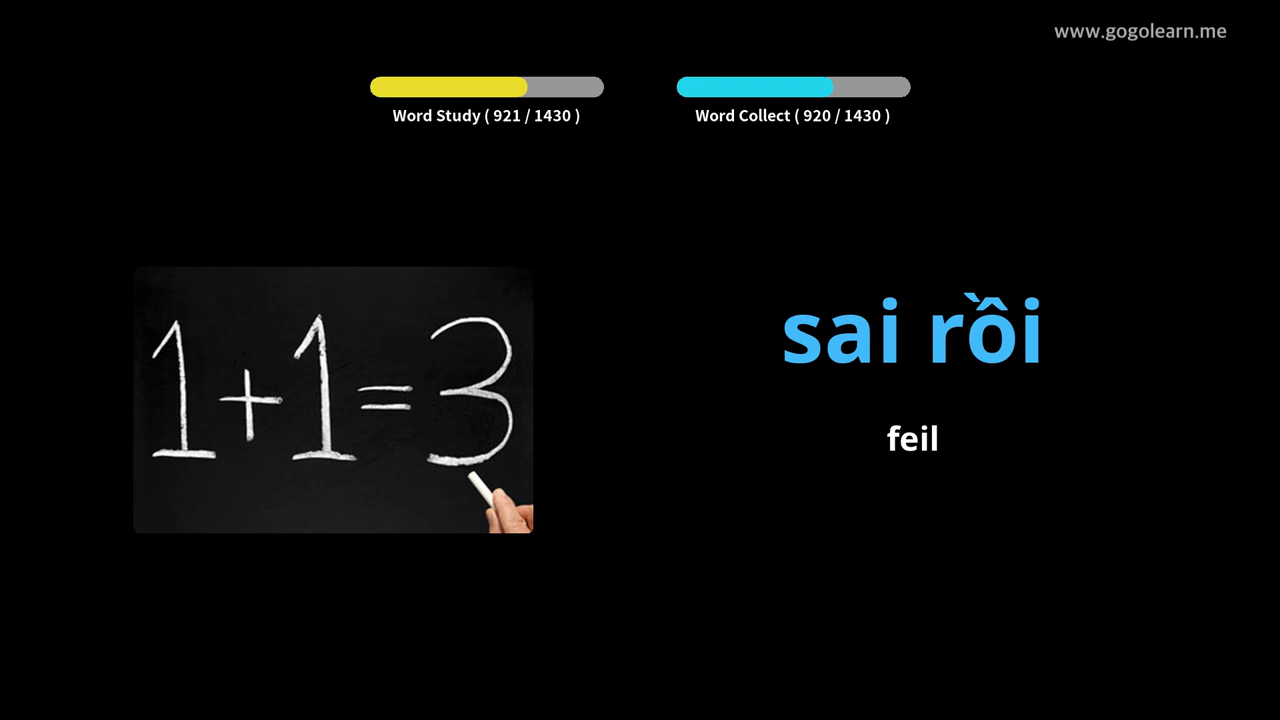 www.gogolearn.me
Word Study ( 921 / 1430 )
Word Collect ( 920 / 1430 )
1+1=3
sai rồi
feil